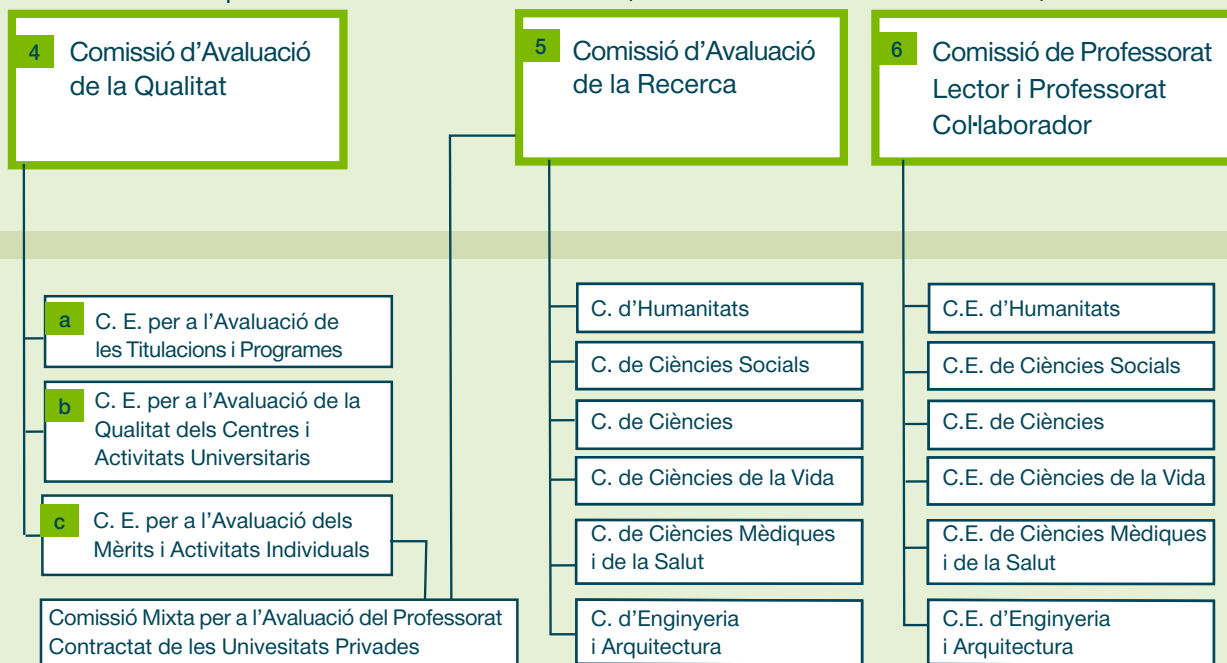 4
Comissió d'Avaluació
de la Qualitat
5
Comissió d'Avaluació
de la Recerca
6
Comissió de Professorat
Lector i Professorat
Col·laborador
a
C. E. per a l'Avaluació de
les Titulacions i Programes
b
C. E. per a l'Avaluació de la
Qualitat dels Centres i
Activitats Universitaris
c
C. E. per a l'Avaluació dels
Mèrits i Activitats Individuals
Comissió Mixta per a l'Avaluació del Professorat
Contractat de les Univesitats Privades
C. d'Humanitats
C. de Ciències Socials
C. de Ciències
C. de Ciències de la Vida
C. de Ciències Mèdiques
i de la Salut
C. d'Enginyeria
i Arquitectura
C.E. d'Humanitats
C.E. de Ciències Socials
C.E. de Ciències
C.E. de Ciències de la Vida
C.E. de Ciències Mèdiques
i de la Salut
C.E. d'Enginyeria
i Arquitectura